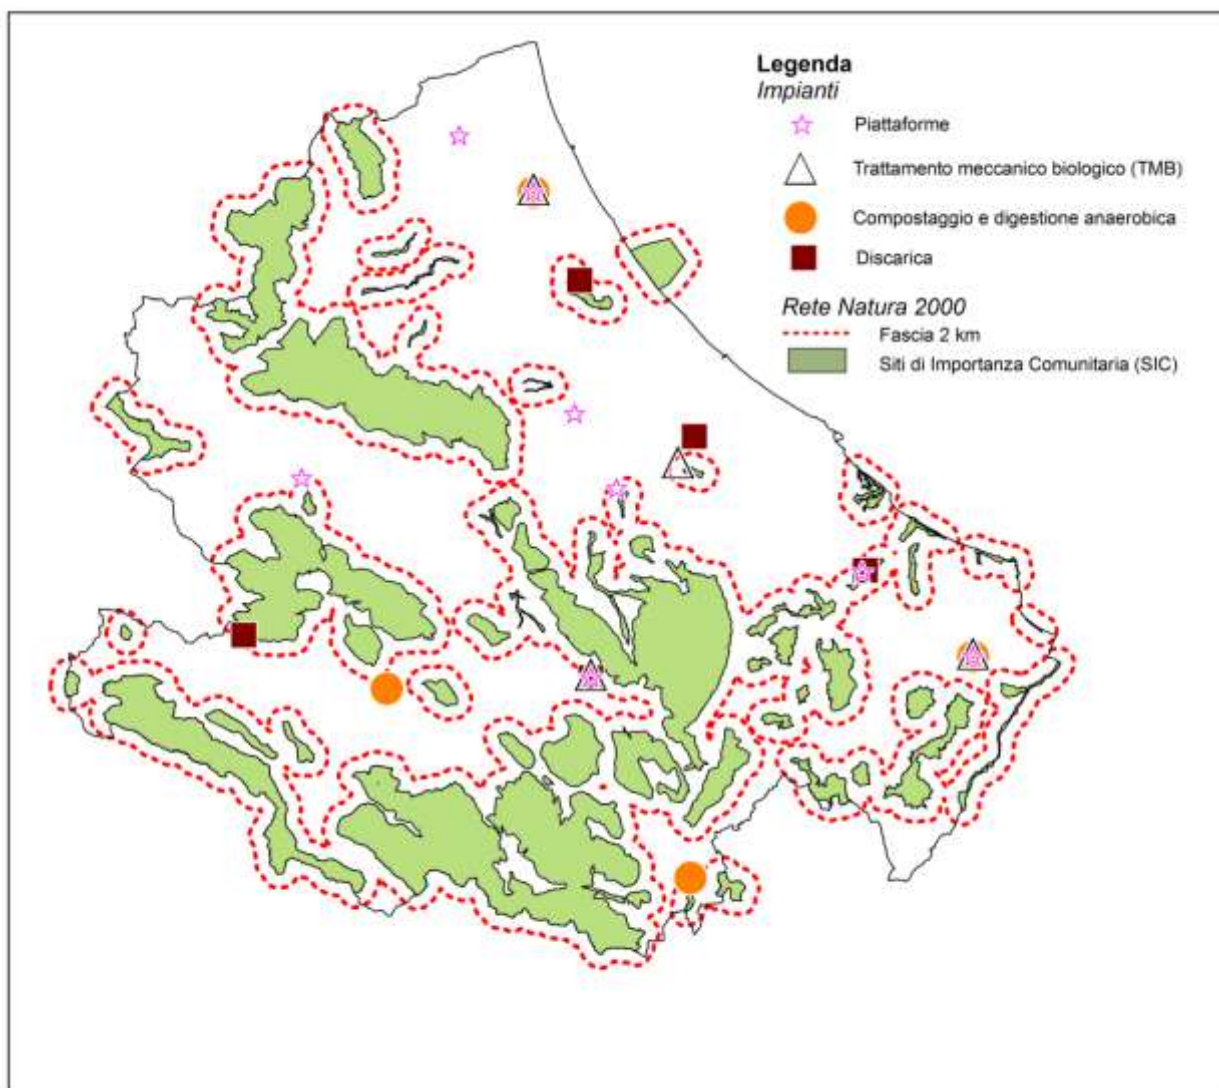 Legenda
Impianti
Piattaforme
Trattamento meccanico biologico (TMB)
Compostaggio e digestione anaerobica
Discarica
Rete Natura 2000
Fascia 2 km
Siti di Importanza Comunitaria (SIC)